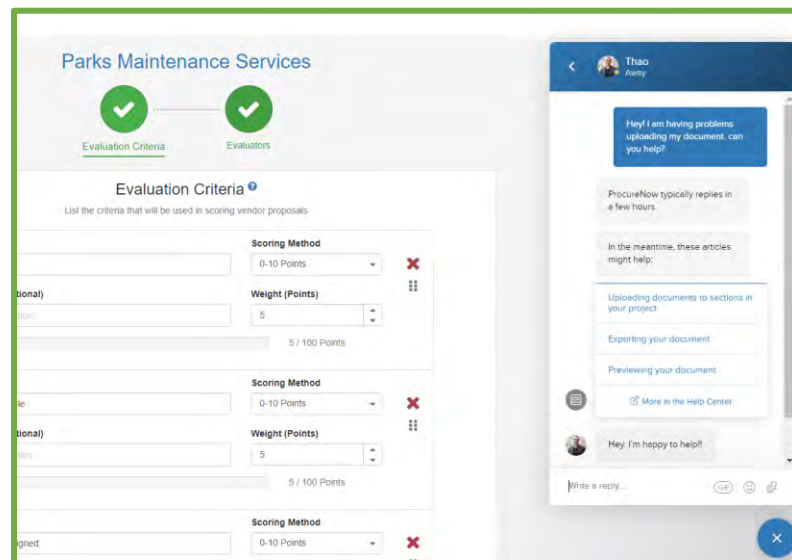 Parks Maintenance Services
Evaluation Criteria
Evaluators
Evaluation Criteria ?
List the criteria that will be used in scoring vendor proposals
Scoring Method
0-10 Points
tional)
Weight (Points)
5
5 / 100 Points
Scoring Method
le
0-10 Points
tional)
Weight (Points)
5
5 / 100 Points
Scoring Method
igned
0-10 Points
Thao
Away
Hey! I am having problems
uploading my document. can
you help?
ProcureNow typically replies in
a few hours.
In the meantime, these articles
might help:
Uploading documents to sections in
your project
Exporting your document
Previewing your document
More in the Help Center
Hey. I'm happy to help!!
Write a reply...
GIF